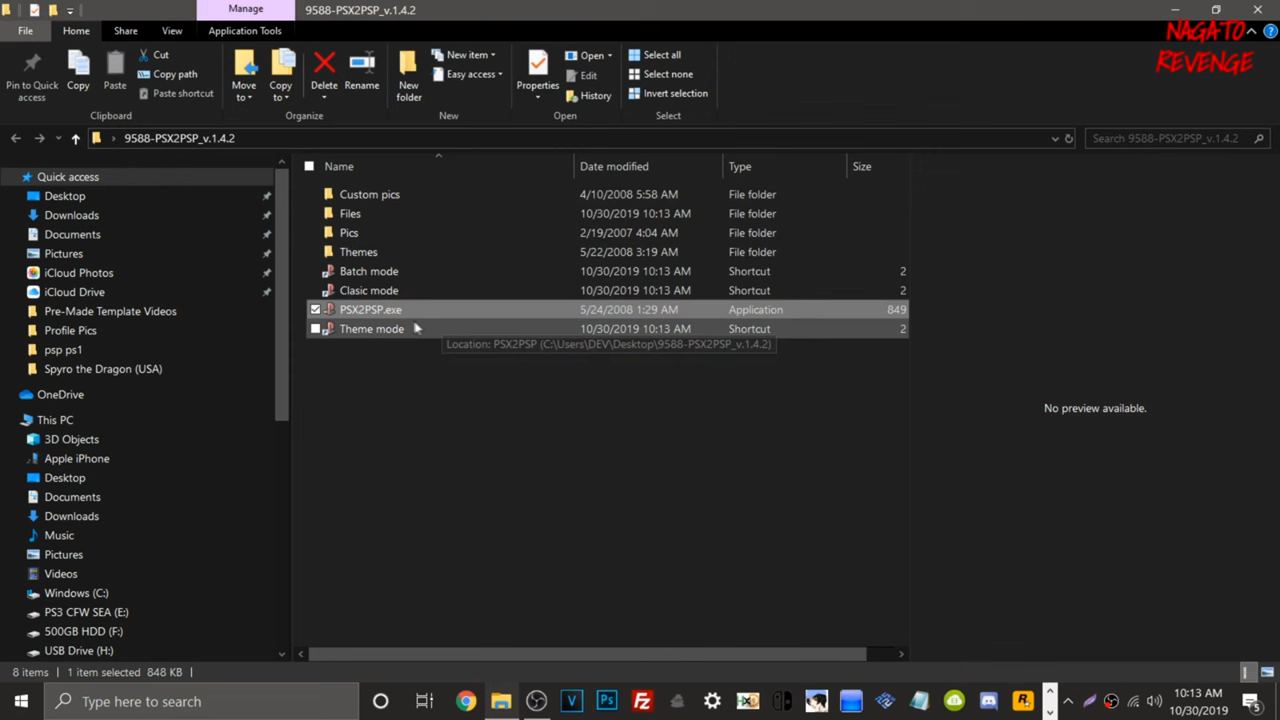 Manage
9588-PSX2PSP_v.1.4.2
NAGATO
REVENGE
File
Home
Share
View
Application Tools
Pin to Quick
access
Copy
Paste
Cut
Copy path
Paste shortcut
Clipboard
Move
to
Copy
to
Delete
Rename
Organize
New
folder
New item
Easy access
New
Properties
Open
Edit
History
Open
Select all
Select none
Invert selection
Select
9588-PSX2PSP_v.1.4.2
Search 9588-PSX2PSP_v.1.4.2
Quick access
Desktop
Downloads
Documents
Pictures
iCloud Photos
iCloud Drive
Pre-Made Template Videos
Profile Pics
psp ps1
Spyro the Dragon (USA)
OneDrive
This PC
3D Objects
Apple iPhone
Desktop
Documents
Downloads
Music
Pictures
Videos
Windows (C:)
PS3 CFW SEA (E:)
500GB HDD (F:)
USB Drive (H:)
Name Date modified Type Size
Custom pics 4/10/2008 5:58 AM File folder
Files 10/30/2019 10:13 AM File folder
Pics 2/19/2007 4:04 AM File folder
Themes 5/22/2008 3:19 AM File folder
Batch mode 10/30/2019 10:13 AM Shortcut 2
Clasic mode 10/30/2019 10:13 AM Shortcut 2
PSX2PSP.exe 5/24/2008 1:29 AM Application 849
Theme mode 10/30/2019 10:13 AM Shortcut 2
Location: PSX2PSP (C:\Users\DEV\Desktop\9588-PSX2PSP_v.1.4.2)
No preview available.
8 items 1 item selected 848 KB
Type here to search
V
Ps
FZ
R
10:13 AM
10/30/2019
5